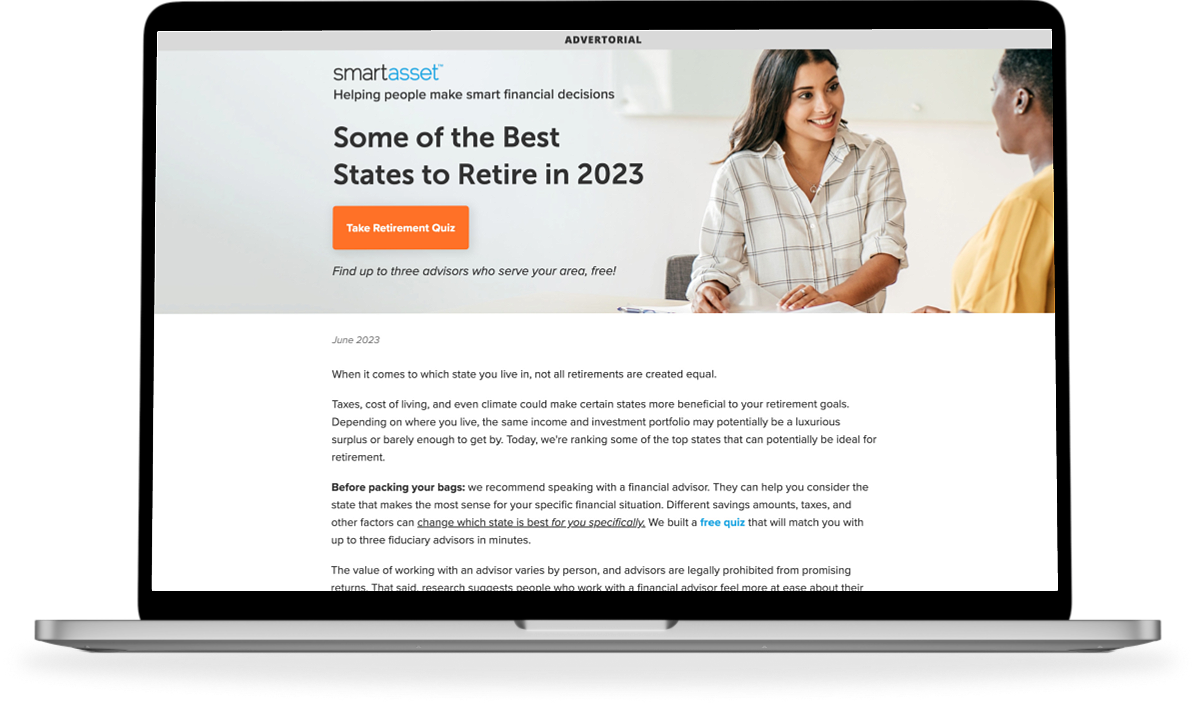 ADVERTORIAL
smartasset™
Helping people make smart financial decisions
Some of the Best
States to Retire in 2023
Take Retirement Quiz
Find up to three advisors who serve your area, free!
June 2023
When it comes to which state you live in, not all retirements are created equal.
Taxes, cost of living, and even climate could make certain states more beneficial to your retirement goals.
Depending on where you live, the same income and investment portfolio may potentially be a luxurious
surplus or barely enough to get by. Today, we're ranking some of the top states that can potentially be ideal for
retirement.
Before packing your bags: we recommend speaking with a financial advisor. They can help you consider the
state that makes the most sense for your specific financial situation. Different savings amounts, taxes, and
other factors can change which state is best for you specifically. We built a free quiz that will match you with
up to three fiduciary advisors in minutes.
The value of working with an advisor varies by person, and advisors are legally prohibited from promising
returns. That said, research suggests people who work with a financial advisor feel more at ease about their